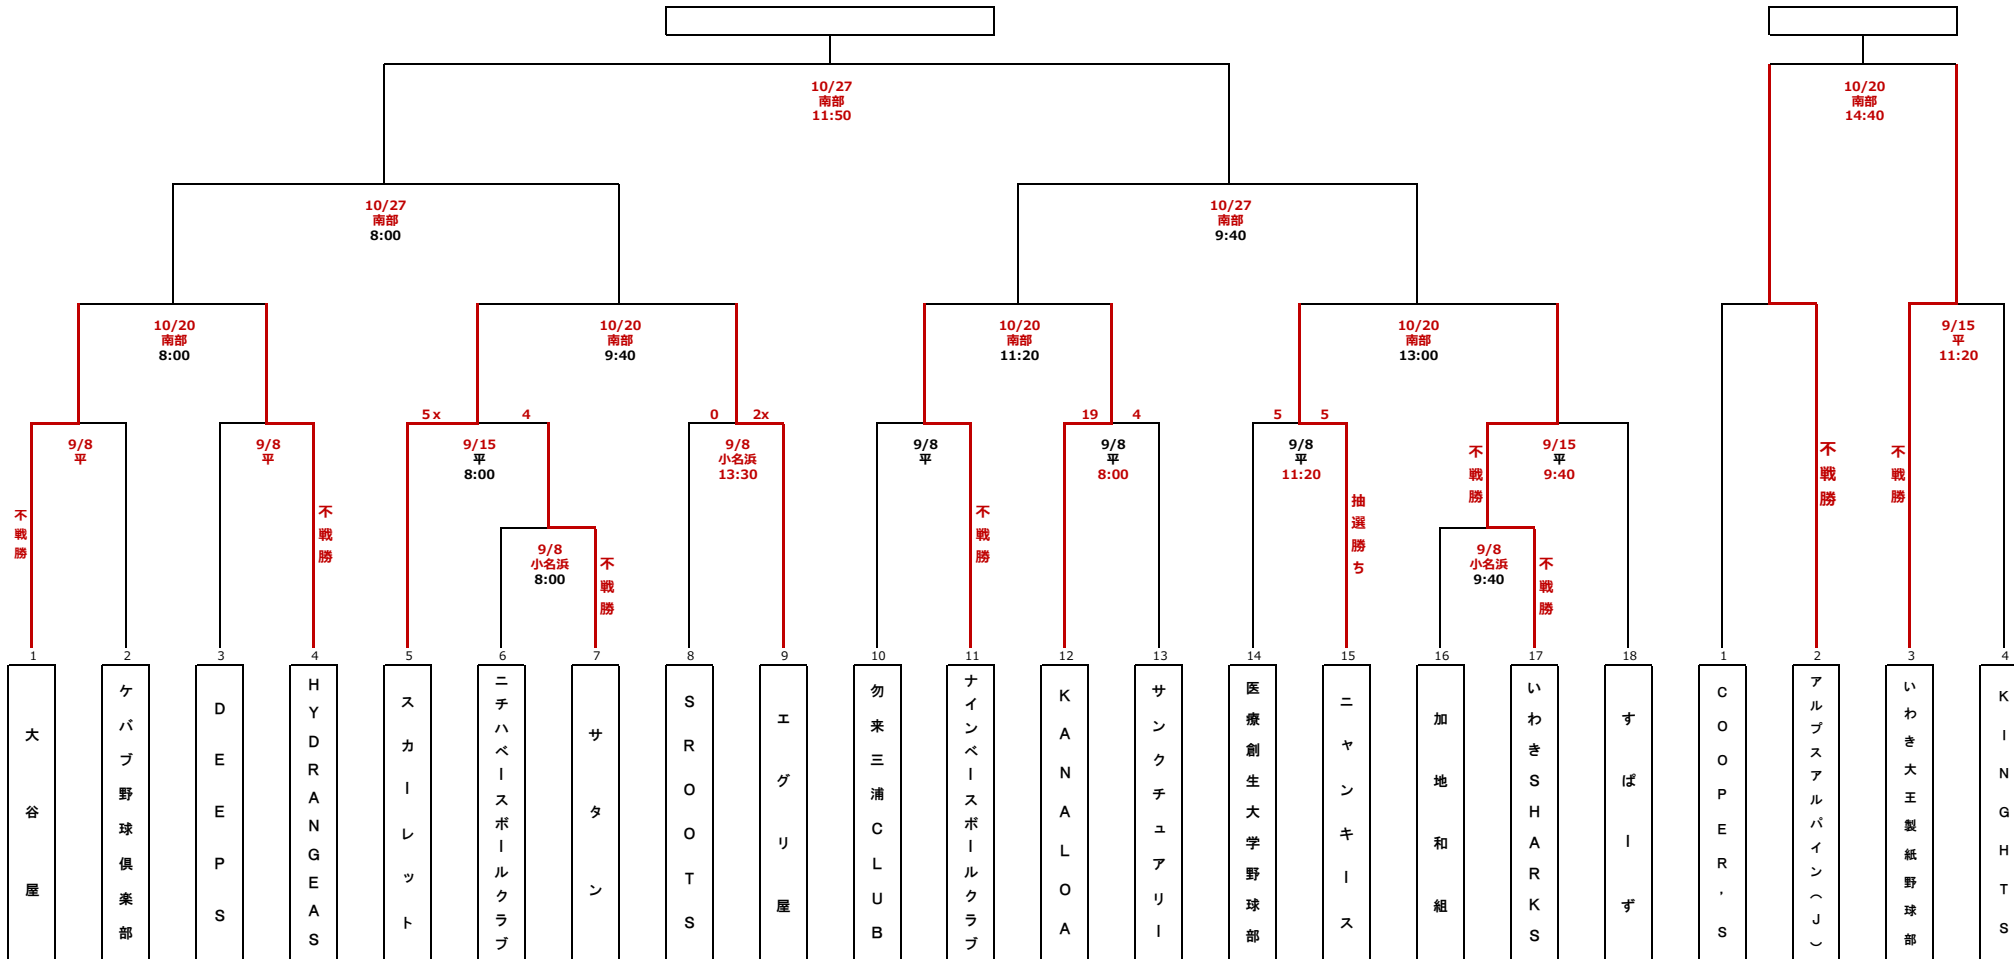 10/27
南部
11:50
10/20
南部
14:40
10/27
南部
8:00
10/27
南部
9:40
10/20
南部
8:00
10/20
南部
9:40
10/20
南部
11:20
10/20
南部
13:00
9/15
平
11:20
5x 4
0 2x
19 4
5 5
9/8
平
9/8
平
9/15
平
8:00
9/8
小名浜
13:30
9/8
平
9/8
平
8:00
9/8
平
11:20
不戦勝
9/15
平
9:40
不戦勝
不戦勝
不戦勝
不戦勝
9/8
小名浜
8:00
不戦勝
不戦勝
抽選勝ち
9/8
小名浜
9:40
不戦勝
1 2 3 4 5 6 7 8 9 10 11 12 13 14 15 16 17 18 1 2 3 4
大谷屋
ケバブ野球倶楽部
DEEPS
HYDRANGEAS
スカーレット
ニチハベースボールクラブ
サタン
SROOTS
エグリ屋
勿来三浦CLUB
ナインベースボールクラブ
KANALOA
サンクチュアリー
医療創生大学野球部
ニャンキース
加地和組
いわきSHARKS
すぱーず
COOPER'S
アルプスアルパイン(J)
いわき大王製紙野球部
KINGHTS